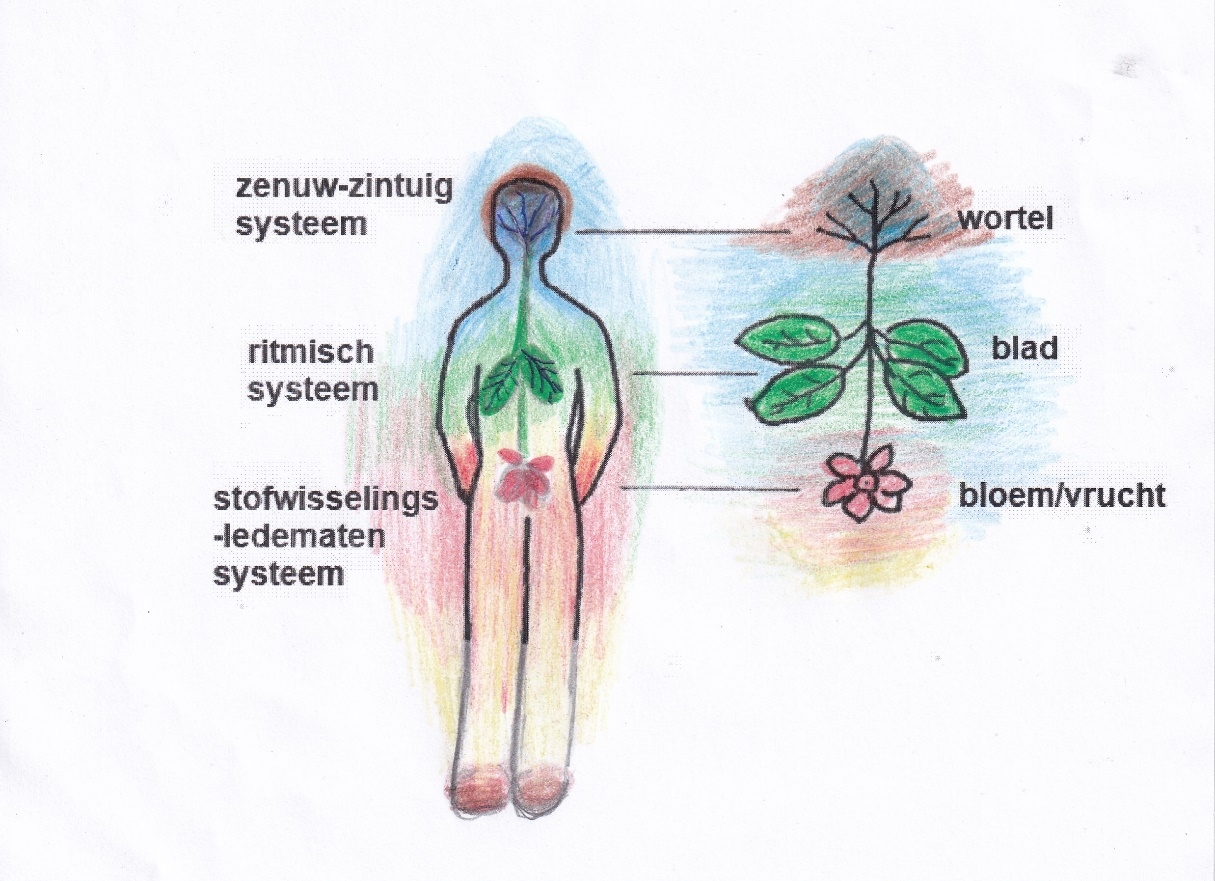 zenuw-zintuig
systeem
wortel
ritmisch
systeem
blad
stofwisselings
-ledematen
systeem
bloem/vrucht